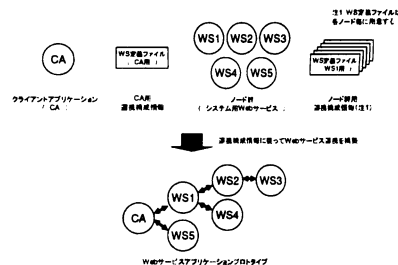 注1 WS定義ファイルは
各ノード毎に用意する
WS1
WS2
WS3
CA
WS定義ファイル
( CA用 )
WS4
WS5
WS定義ファイル
( WS1用 )
クライアントアプリケーション
( CA )
CA用
連携構成情報
ノード群
( システム用Webサービス )
ノード群用
連携構成情報(注1)
連携構成情報に従ってWebサービス連携を構築
WS2
WS3
WS1
CA
WS4
WS5
Webサービスアプリケーションプロトタイプ